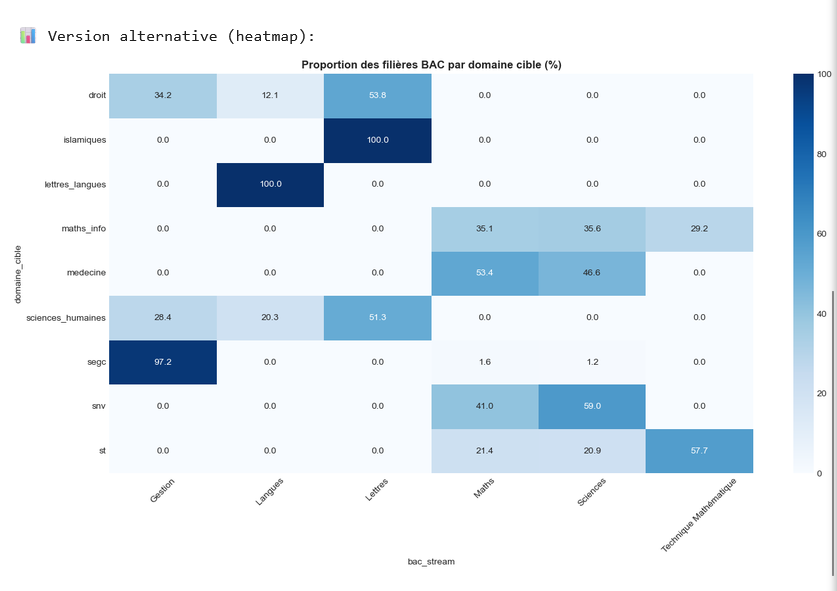 📊 Version alternative (heatmap):
Proportion des filières BAC par domaine cible (%)
droit 34.2 12.1 53.8 0.0 0.0 0.0
islamiques 0.0 0.0 100.0 0.0 0.0 0.0
lettres_langues 0.0 100.0 0.0 0.0 0.0 0.0
maths_info 0.0 0.0 0.0 35.1 35.6 29.2
medecine 0.0 0.0 0.0 53.4 46.6 0.0
sciences_humaines 28.4 20.3 51.3 0.0 0.0 0.0
segc 97.2 0.0 0.0 1.6 1.2 0.0
snv 0.0 0.0 0.0 41.0 59.0 0.0
st 0.0 0.0 0.0 21.4 20.9 57.7
domaine_cible
Gestion Langues Lettres Maths Sciences Technique Mathématique
bac_stream
100
80
60
40
20
0